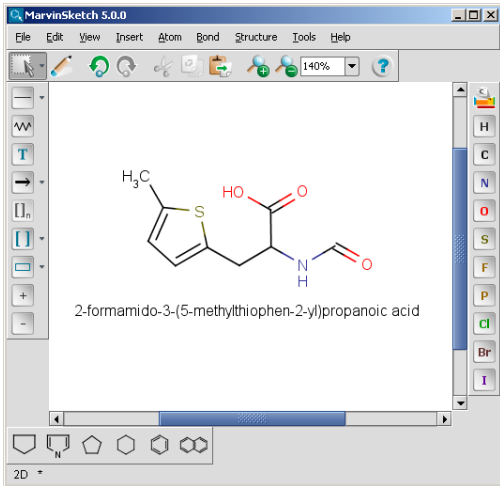 MarvinSketch 5.0.0
File Edit View Insert Atom Bond Structure Tools Help
140% ?
T
[]n
[ ]
+
-
H
C
N
O
S
F
P
Cl
Br
I
H3C
S
HO
O
N
H
O
2-formamido-3-(5-methylthiophen-2-yl)propanoic acid
N
2D *